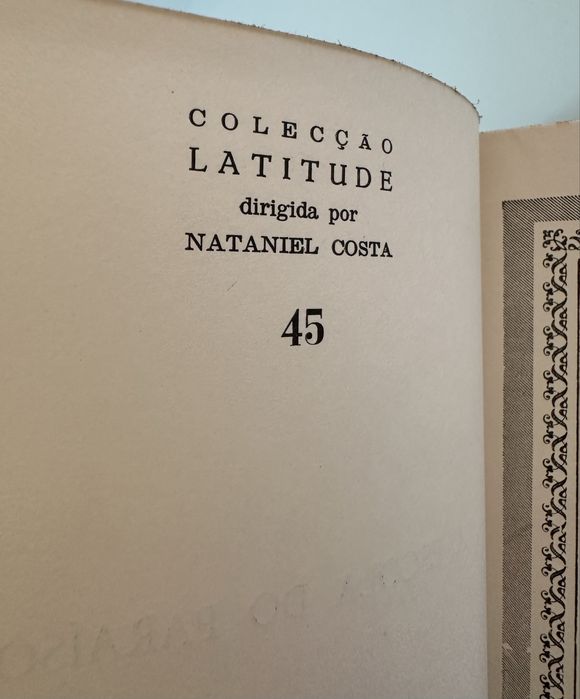 COLECÇÃO
LATITUDE
dirigida por
NATANIEL COSTA
45